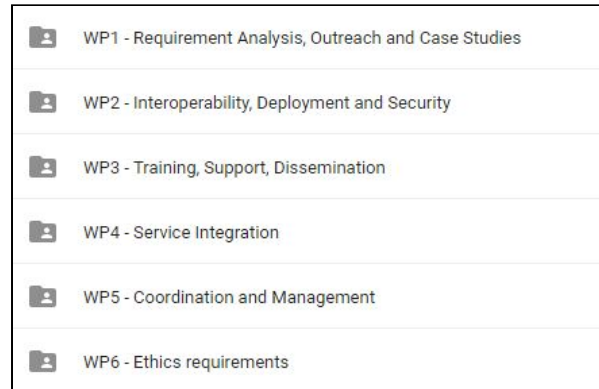 WP1 - Requirement Analysis, Outreach and Case Studies
WP2 - Interoperability, Deployment and Security
WP3 - Training, Support, Dissemination
WP4 - Service Integration
WP5 - Coordination and Management
WP6 - Ethics requirements